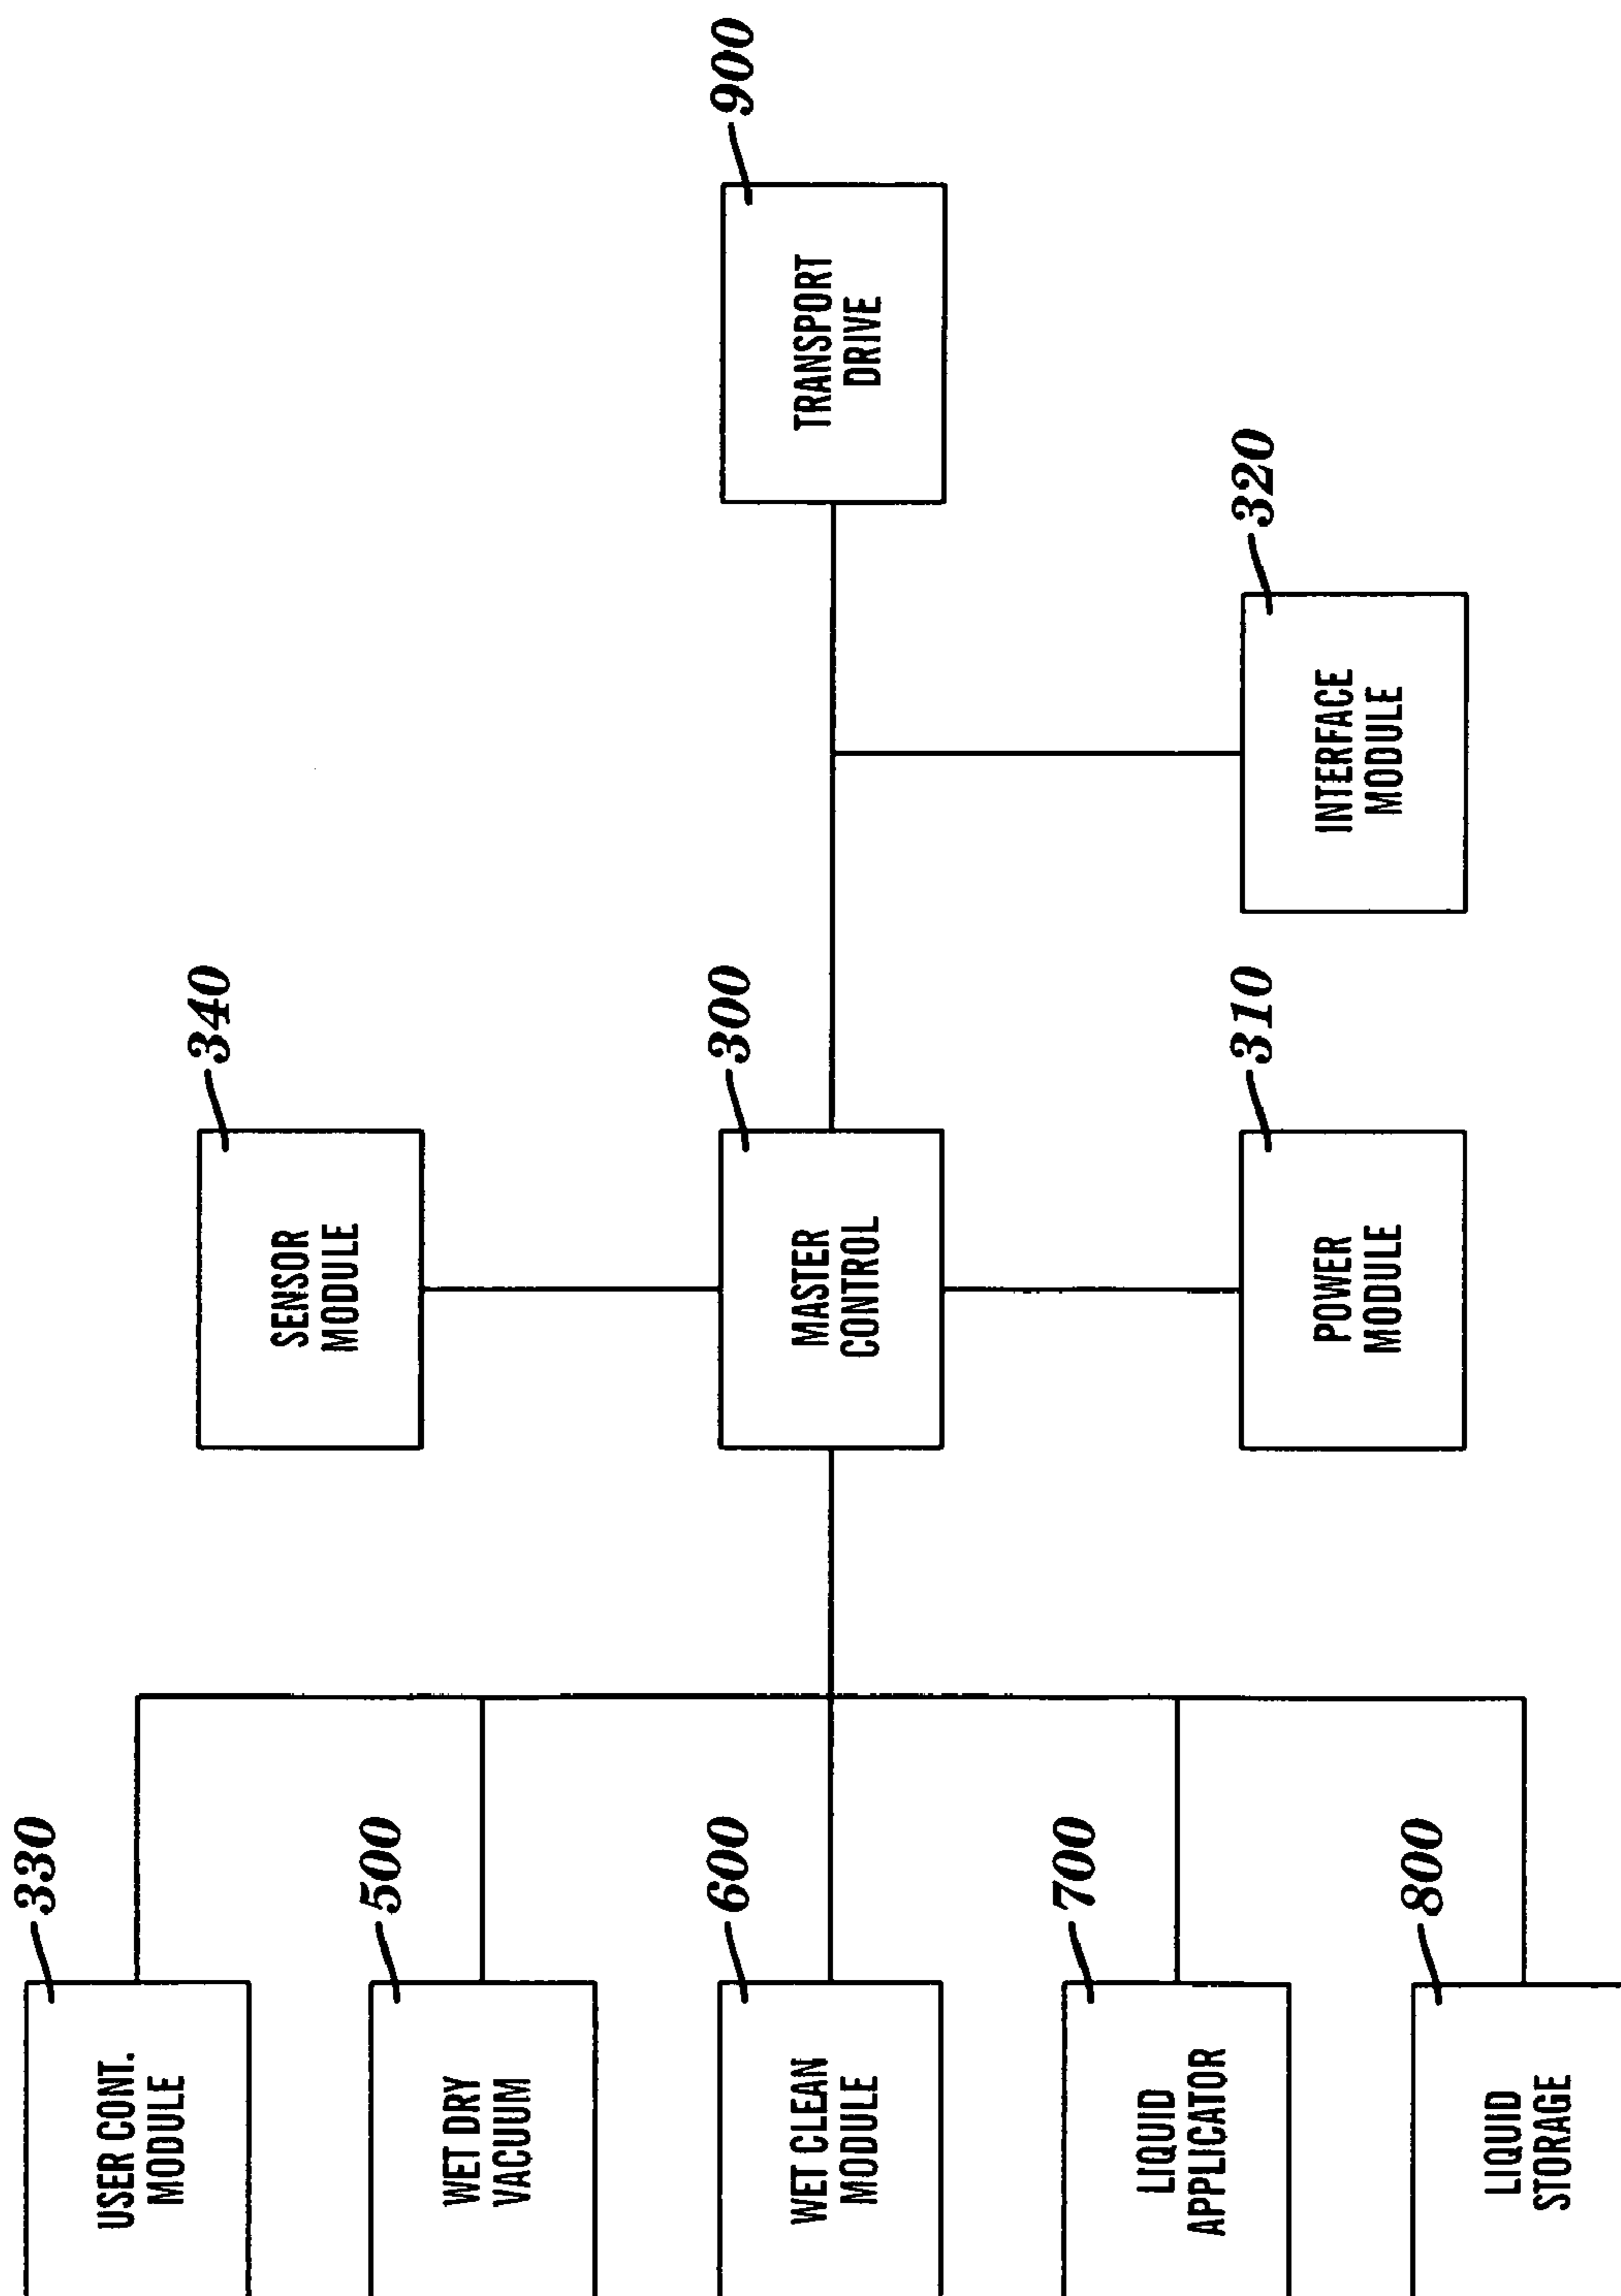 330
USER CONT.
MODULE
500
WET DRY
VACUUM
600
WET CLEAN
MODULE
700
LIQUID
APPLICATOR
800
LIQUID
STORAGE
340
SENSOR
MODULE
300
MASTER
CONTROL
310
POWER
MODULE
320
INTERFACE
MODULE
900
TRANSPORT
DRIVE